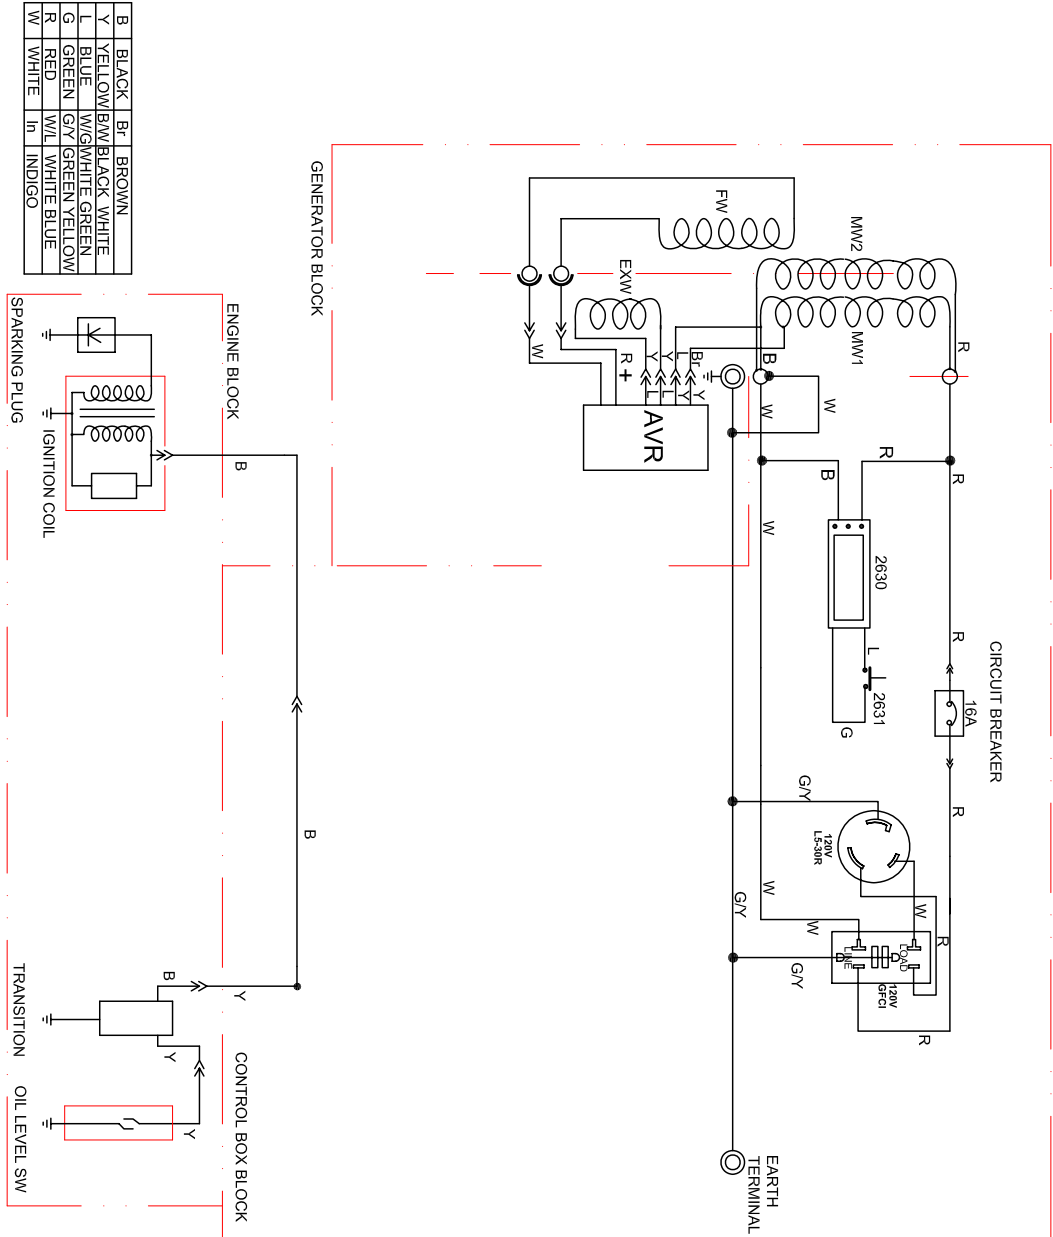 B BLACK Br BROWN
Y YELLOW B/W BLACK WHITE
L BLUE W/G WHITE GREEN
G GREEN G/Y GREEN YELLOW
R RED W/L WHITE BLUE
W WHITE In INDIGO
GENERATOR BLOCK
FW
MW2
EXW
MW1
R
W
R
+
Y
Y
L
Br
L
L
Y
Y
AVR
B
W
W
R
B
R
W
2630
L
2631
G
R
CIRCUIT BREAKER
16A
R
G/Y
120V
L5-30R
W
G/Y
W
W
R
LINE
LOAD
120V
GFCI
G/Y
R
EARTH
TERMINAL
ENGINE BLOCK
SPARKING PLUG
IGNITION COIL
B
B
B
Y
Y
Y
TRANSITION
OIL LEVEL SW
CONTROL BOX BLOCK